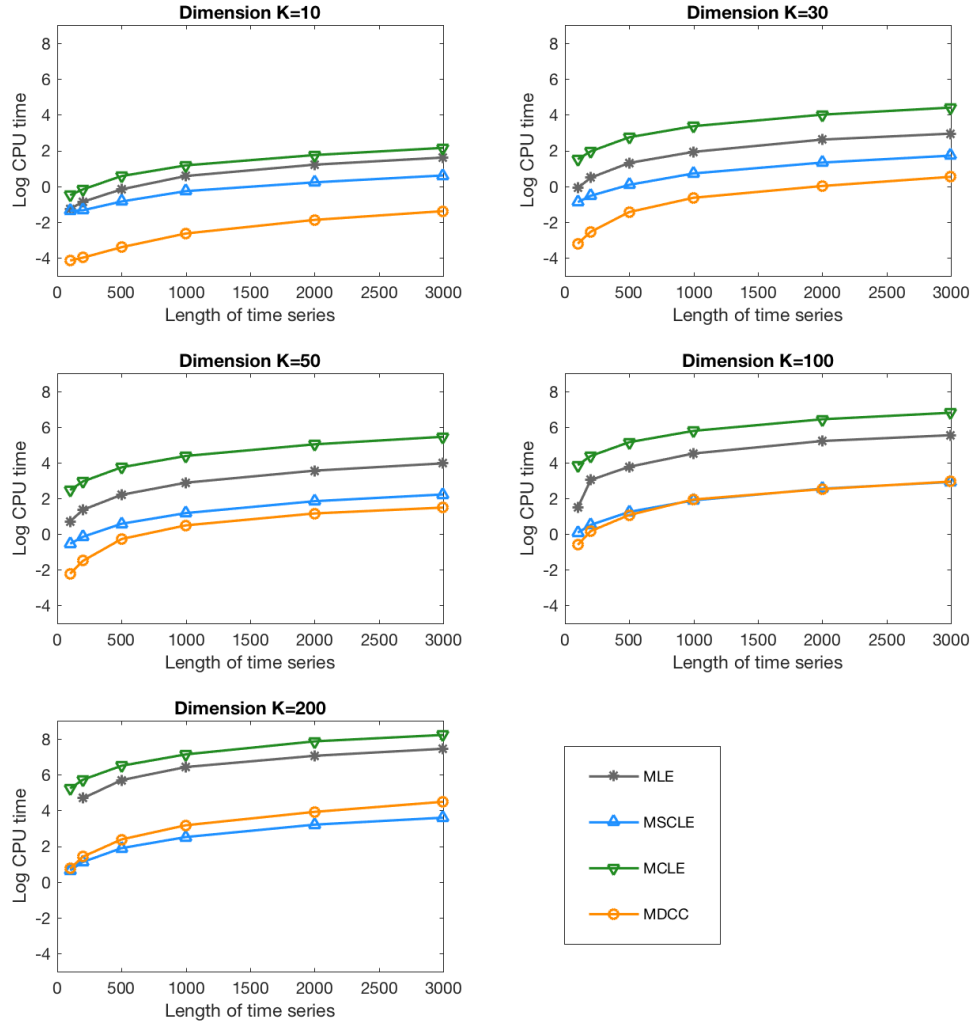 Dimension K=10
Log CPU time
8
6
4
2
0
-2
-4
0 500 1000 1500 2000 2500 3000
Length of time series
Dimension K=30
Log CPU time
8
6
4
2
0
-2
-4
0 500 1000 1500 2000 2500 3000
Length of time series
Dimension K=50
Log CPU time
8
6
4
2
0
-2
-4
0 500 1000 1500 2000 2500 3000
Length of time series
Dimension K=100
Log CPU time
8
6
4
2
0
-2
-4
0 500 1000 1500 2000 2500 3000
Length of time series
Dimension K=200
Log CPU time
8
6
4
2
0
-2
-4
0 500 1000 1500 2000 2500 3000
Length of time series
MLE
MSCLE
MCLE
MDCC